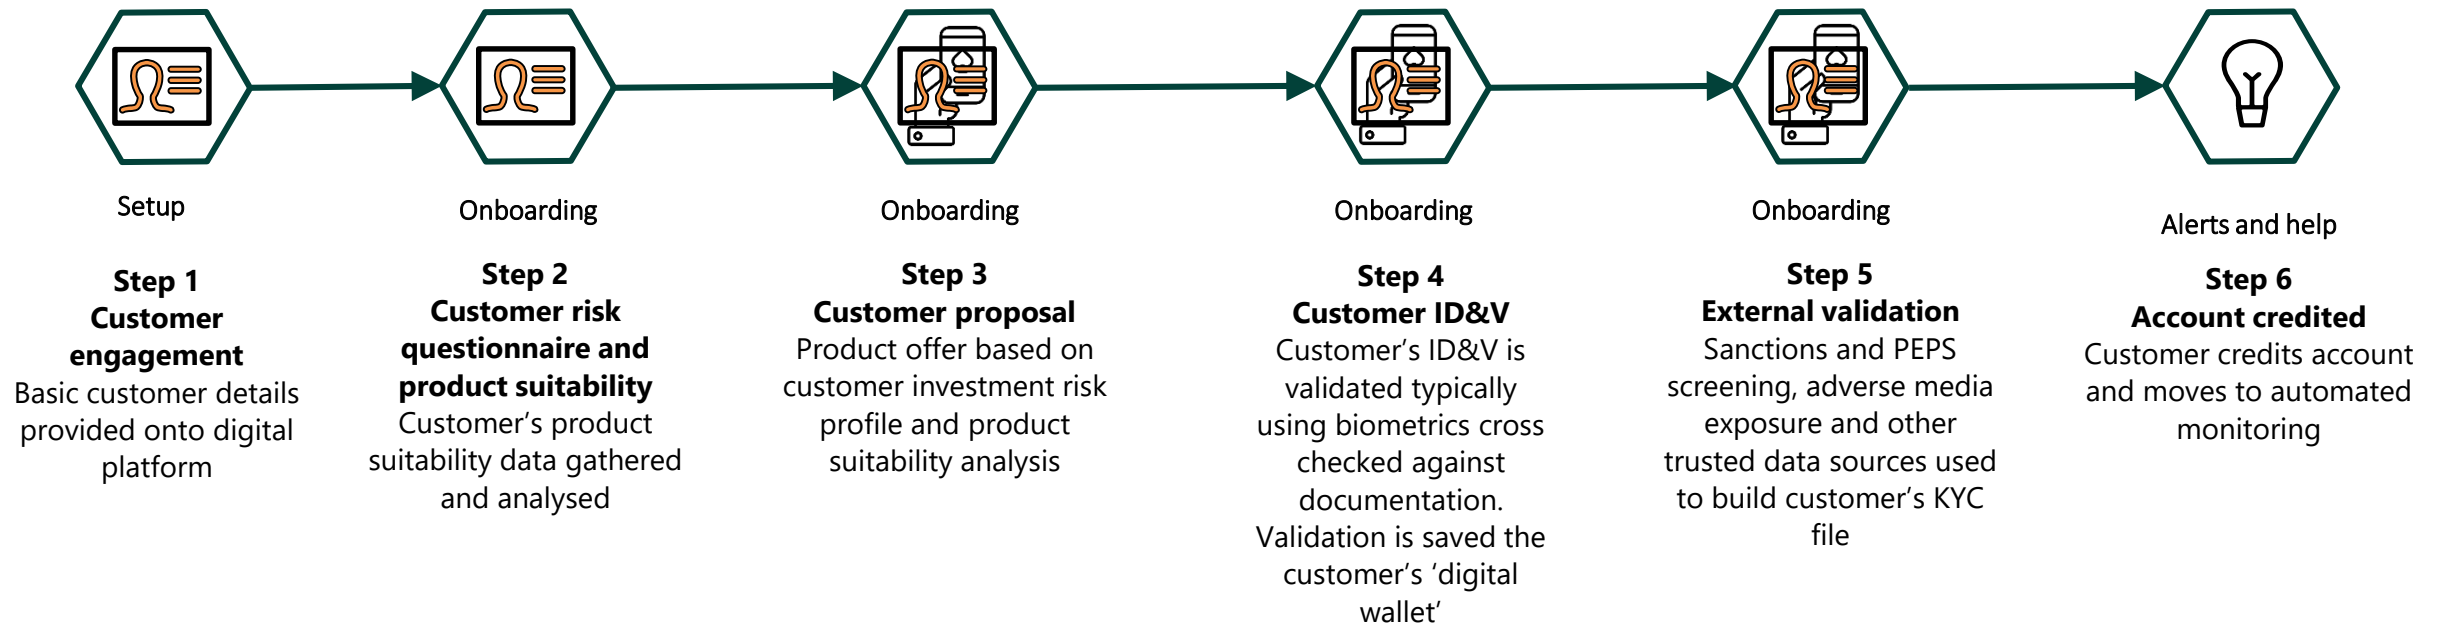 Setup
Step 1
Customer
engagement
Basic customer details
provided onto digital
platform
Onboarding
Step 2
Customer risk
questionnaire and
product suitability
Customer's product
suitability data gathered
and analysed
Onboarding
Step 3
Customer proposal
Product offer based on
customer investment risk
profile and product
suitability analysis
Onboarding
Step 4
Customer ID&V
Customer's ID&V is
validated typically
using biometrics cross
checked against
documentation.
Validation is saved the
customer's ‘digital
wallet’
Onboarding
Step 5
External validation
Sanctions and PEPS
screening, adverse media
exposure and other
trusted data sources used
to build customer's KYC
file
Alerts and help
Step 6
Account credited
Customer credits account
and moves to automated
monitoring